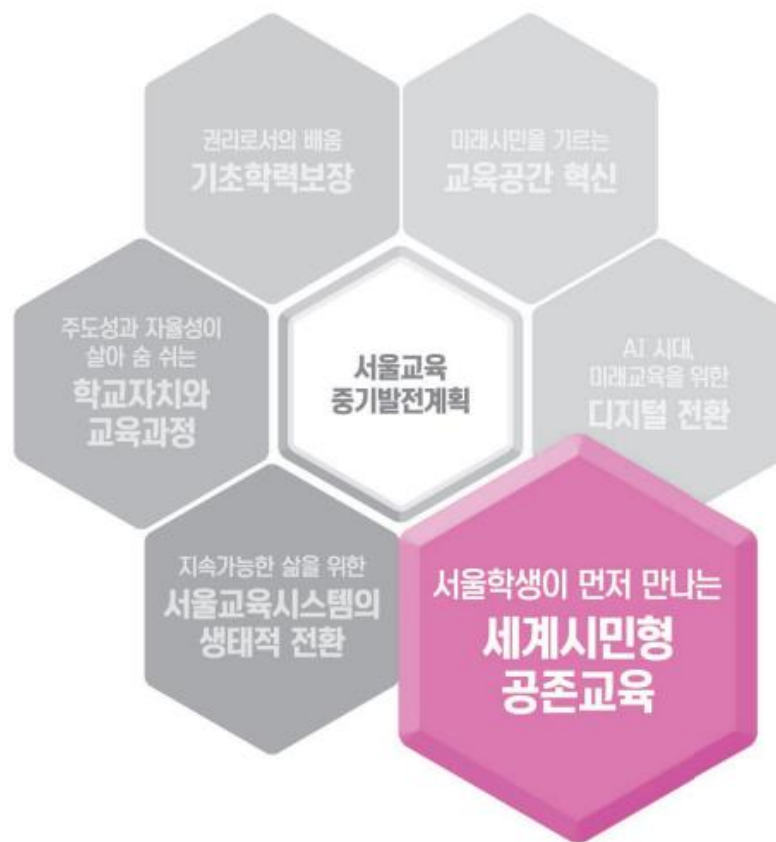 권리로서의 배움
기초학력보장
미래시민을 기르는
교육공간 혁신
주도성과 자율성이
살아 숨 쉬는
학교자치와
교육과정
서울교육
중기발전계획
AI 시대,
미래교육을 위한
디지털 전환
지속가능한 삶을 위한
서울교육시스템의
생태적 전환
서울학생이 먼저 만나는
세계시민형
공존교육